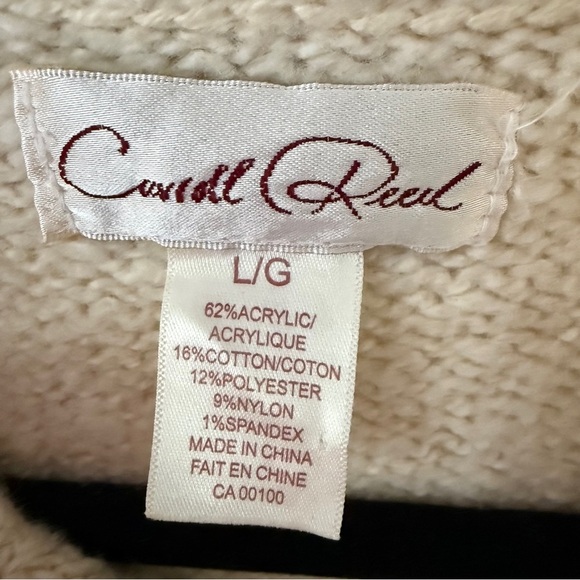 Carroll Reed
L/G
62%ACRYLIC/
ACRYLIQUE
16%COTTON/COTON
12%POLYESTER
9%NYLON
1%SPANDEX
MADE IN CHINA
FAIT EN CHINE
CA 00100